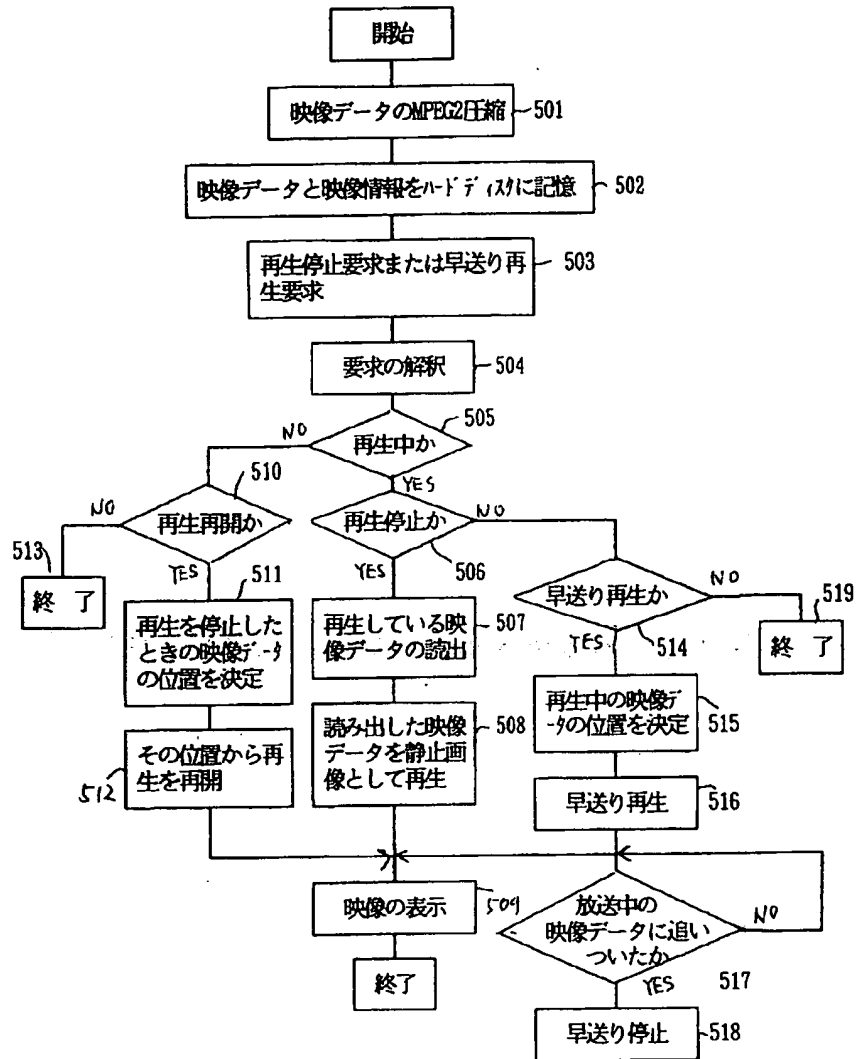 開始
映像データのMPEG2圧縮
501
映像データと映像情報をハードディスクに記憶
502
再生停止要求または早送り再
生要求
503
要求の解釈
504
再生中か
505
NO
YES
再生再開か
510
NO
YES
再生停止か
506
NO
YES
513
終 了
早送り再生か
514
NO
YES
519
終 了
511
再生を停止した
ときの映像データ
の位置を決定
再生している映
像データの読出
507
再生中の映像デ
ータの位置を決定
515
その位置から再
生を再開
512
読み出した映像
データを静止画
像として再生
508
早送り再生
516
映像の表示
509
放送中の
映像データに追い
ついたか
NO
YES
517
終了
早送り停止
518